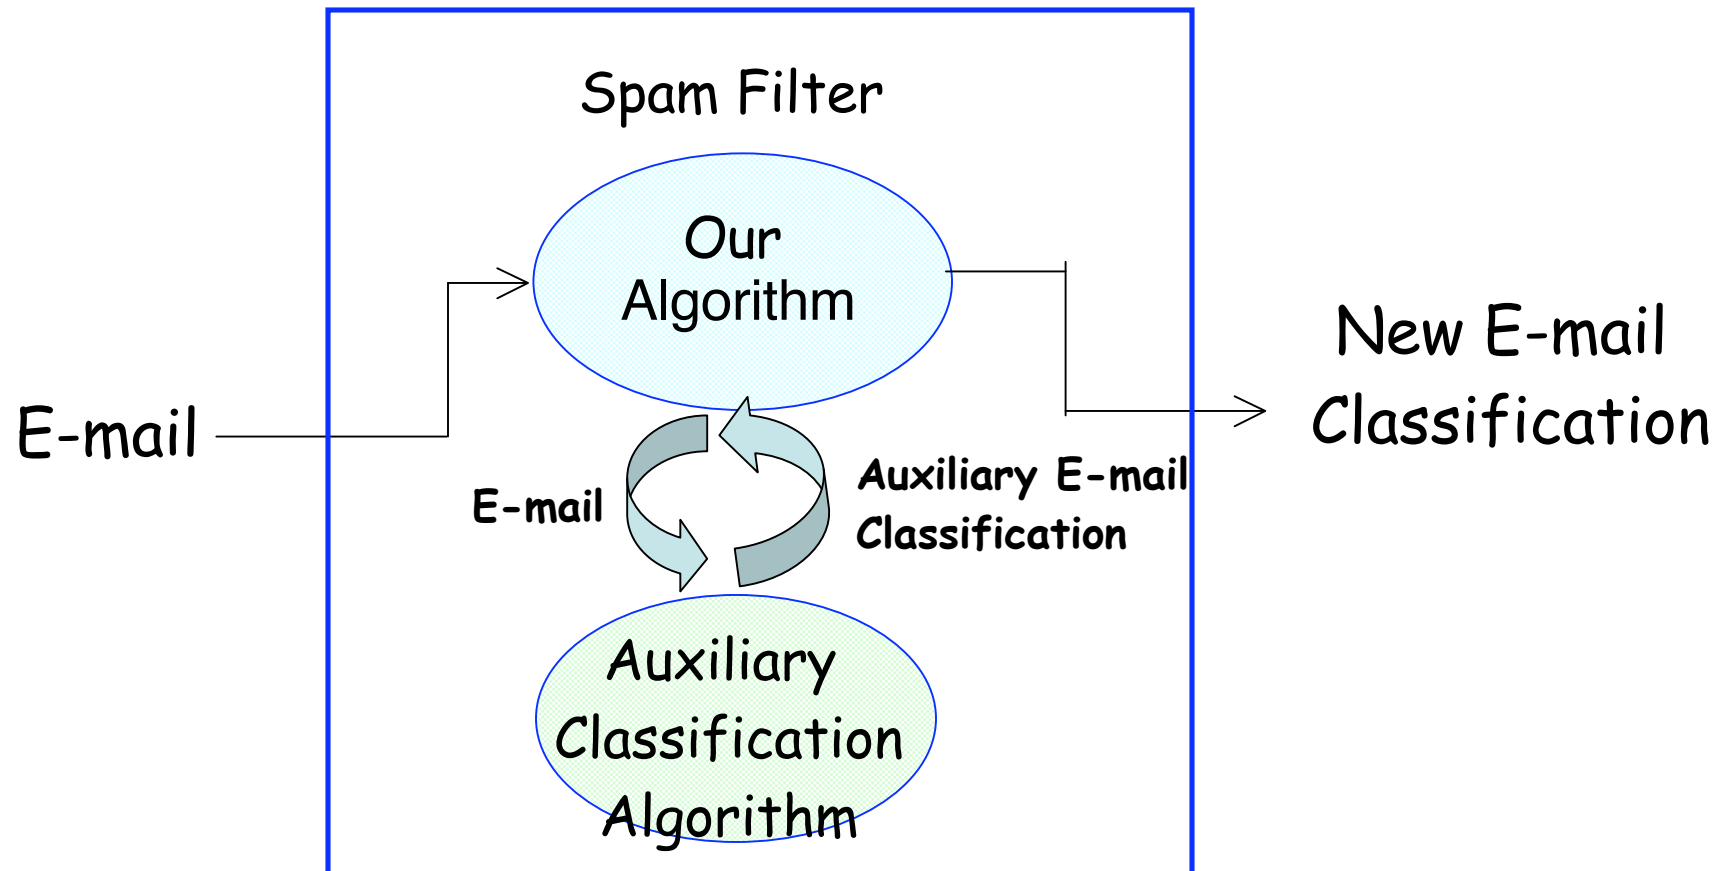 Spam Filter
Our
Algorithm
E-mail
New E-mail
Classification
E-mail
Auxiliary E-mail
Classification
Auxiliary
Classification
Algorithm